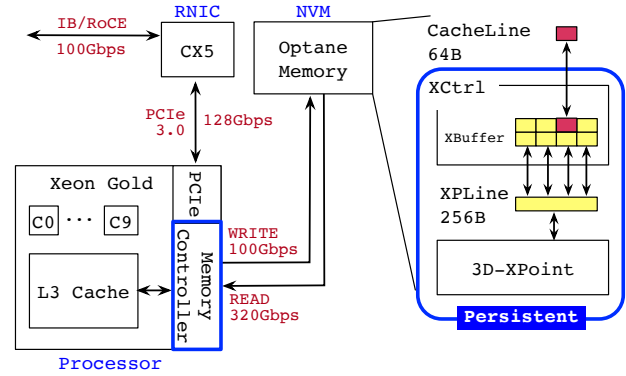 RNIC
NVM
IB/RoCE
100Gbps
CX5
Optane
Memory
CacheLine
64B
XCtrl
XBuffer
PCIe
3.0
128Gbps
XPLine
256B
Xeon Gold
PCIe
C0
...
C9
WRITE
100Gbps
Memory
Controller
L3 Cache
READ
320Gbps
3D-XPoint
Persistent
Processor